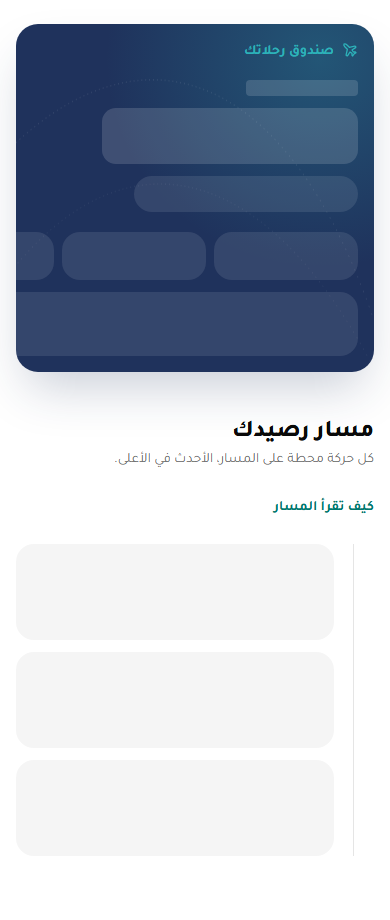 صندوق رحلاتك
مسار رصيدك
كل حركة محطة على المسار، الأحدث في الأعلى.
كيف تقرأ المسار